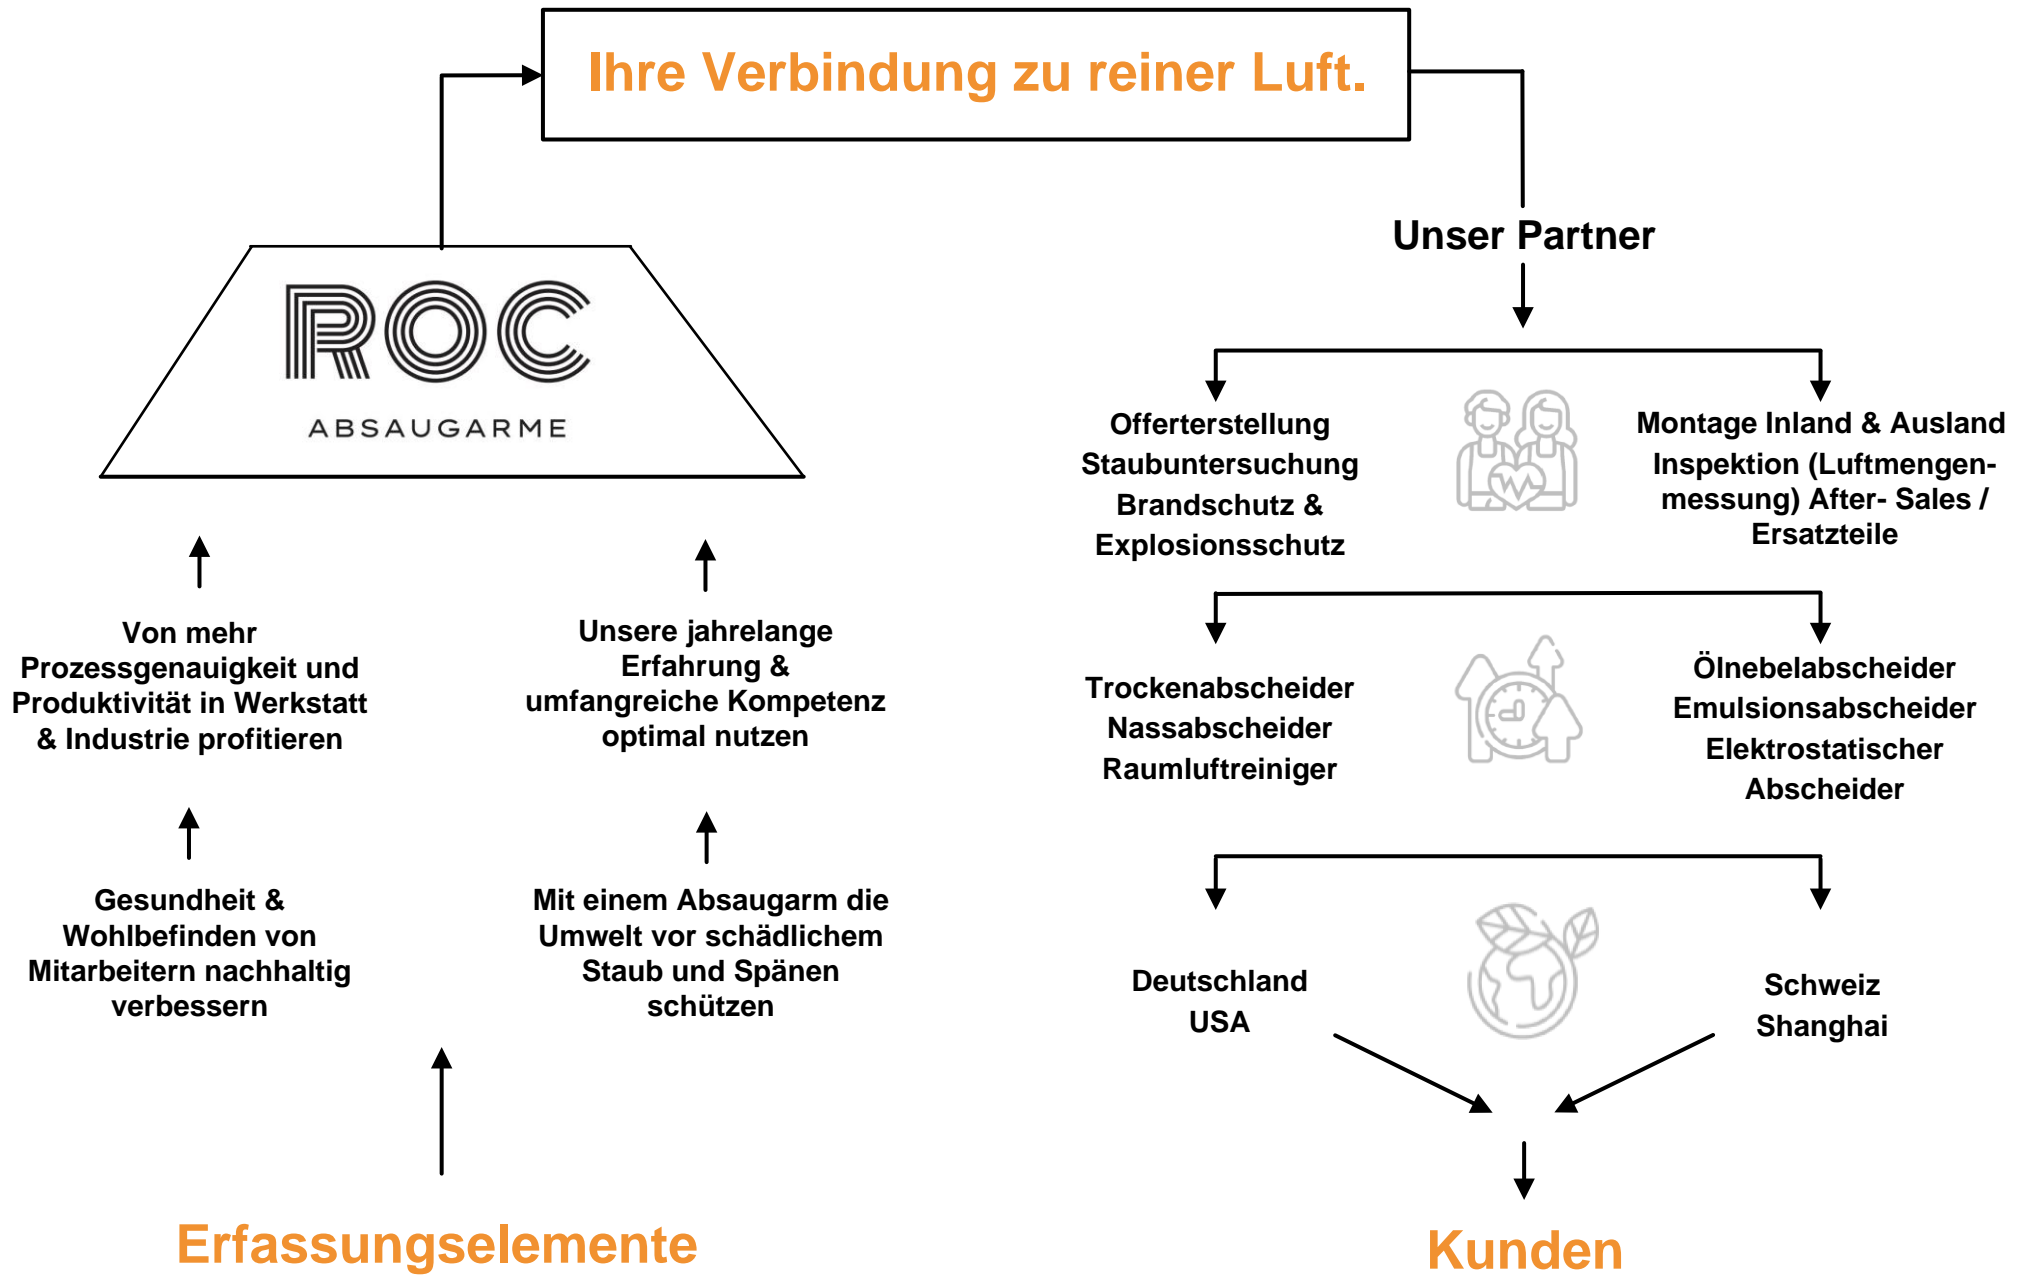 Ihre Verbindung zu reiner Luft.
ROC
ABSAUGARME
Von mehr
Prozessgenauigkeit und
Produktivität in Werkstatt
& Industrie profitieren
Unsere jahrelange
Erfahrung &
umfangreiche Kompetenz
optimal nutzen
Gesundheit &
Wohlbefinden von
Mitarbeitern nachhaltig
verbessern
Mit einem Absaugarm die
Umwelt vor schädlichem
Staub und Spänen
schützen
Erfassungselemente
Unser Partner
Offerterstellung
Staubuntersuchung
Brandschutz &
Explosionsschutz
Montage Inland & Ausland
Inspektion (Luftmengen-
messung) After- Sales /
Ersatzteile
Trockenabscheider
Nassabscheider
Raumluftreiniger
Ölnebelabscheider
Emulsionsabscheider
Elektrostatischer
Abscheider
Deutschland
USA
Schweiz
Shanghai
Kunden